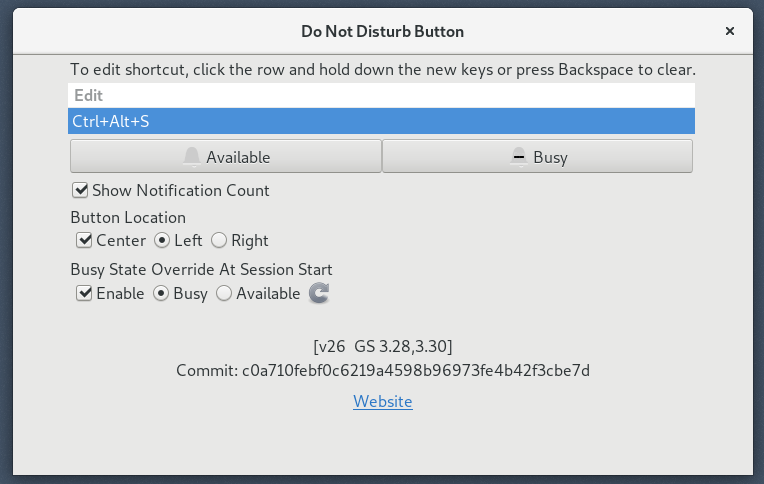 Do Not Disturb Button
To edit shortcut, click the row and hold down the new keys or press Backspace to clear.
Edit
Ctrl+Alt+S
Available Busy
Show Notification Count
Button Location
Center Left Right
Busy State Override At Session Start
Enable Busy Available
[v26 GS 3.28,3.30]
Commit: c0a710febf0c6219a4598b96973fe4b42f3cbe7d
Website